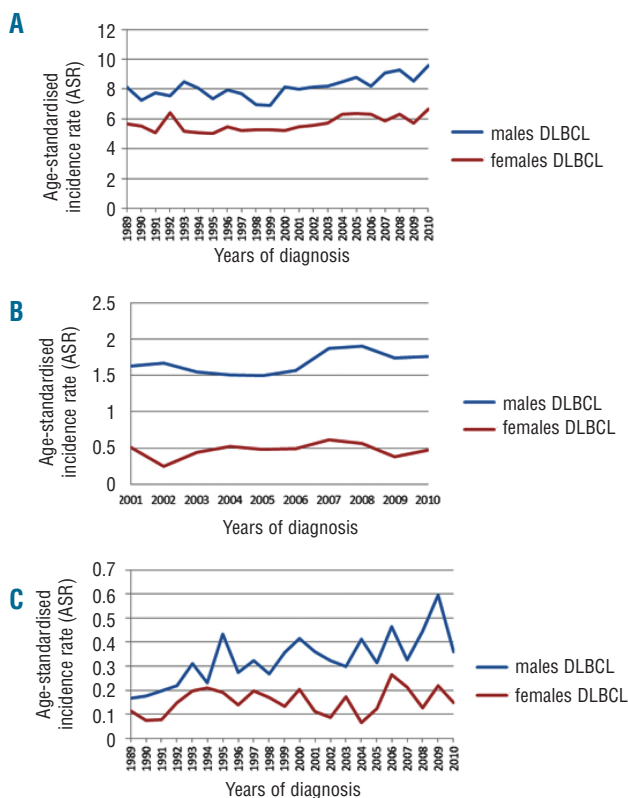 A
Age-standardised
incidence rate (ASR)
12
10
8
6
4
2
0
1989 1990 1991 1992 1993 1994 1995 1996 1997 1998 1999 2000 2001 2002 2003 2004 2005 2006 2007 2008 2009 2010
Years of diagnosis
males DLBCL
females DLBCL
B
Age-standardised
incidence rate (ASR)
2.5
2
1.5
1
0.5
0
2001 2002 2003 2004 2005 2006 2007 2008 2009 2010
Years of diagnosis
males DLBCL
females DLBCL
C
Age-standardised
incidence rate (ASR)
0.7
0.6
0.5
0.4
0.3
0.2
0.1
0
1989 1990 1991 1992 1993 1994 1995 1996 1997 1998 1999 2000 2001 2002 2003 2004 2005 2006 2007 2008 2009 2010
Years of diagnosis
males DLBCL
females DLBCL